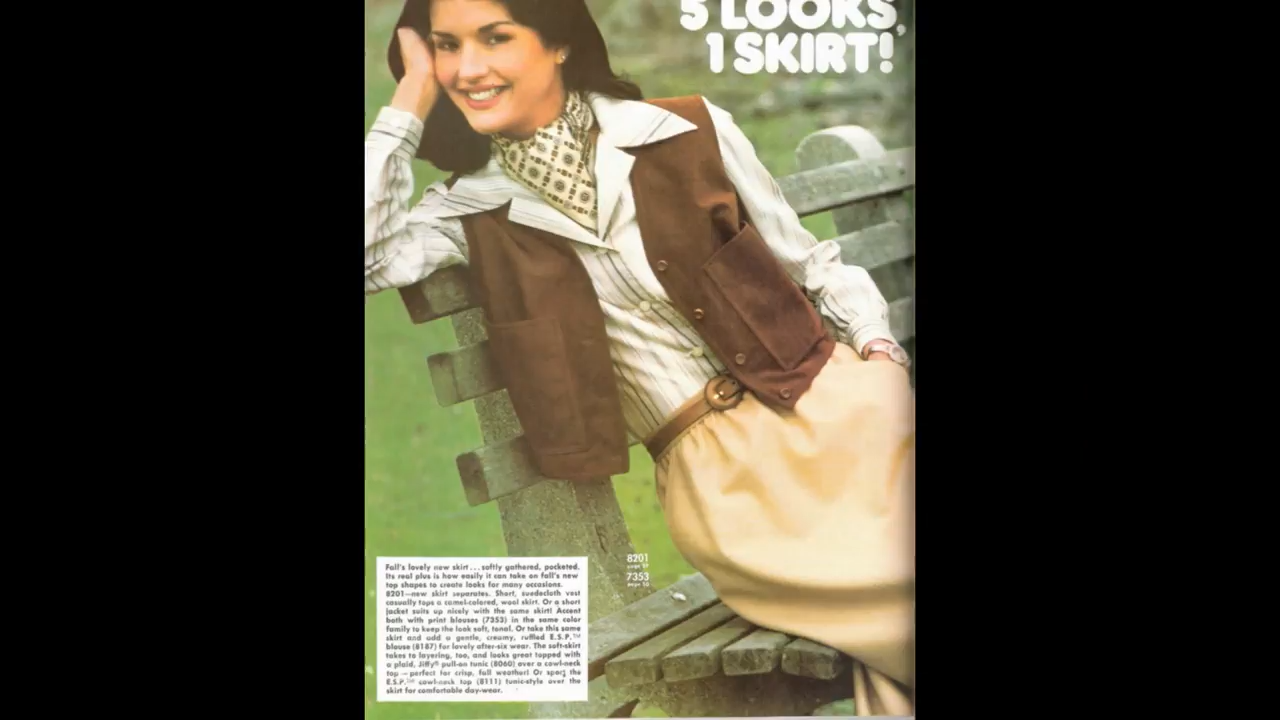 5 LOOKS,
1 SKIRT!
8201
page 59
7353
Fall's lovely new skirt...softly gathered, pocketed.
Its real plus is how easily it can take on fall's new
top shapes to create looks for many occasions.
8201—new skirt separates. Short, suedecloth vest
casually tops a camel-colored, wool skirt. Or a short
jacket suits up nicely with the same skirt! Accent
both with print blouses (7353) in the same color
family to keep the look soft, tonal. Or take this same
skirt and add a gentle, creamy, ruffled E.S.P.™
blouse (8187) for lovely after-six wear. The soft-skirt
takes to layering, too, and looks great topped with
a plaid, Jiffy® pull-on tunic (8060) over a cowl-neck
top—perfect for crisp, fall weather! Or sport the
E.S.P.™ cowl-neck top (8111) tunic-style over the
skirt for comfortable day-wear.